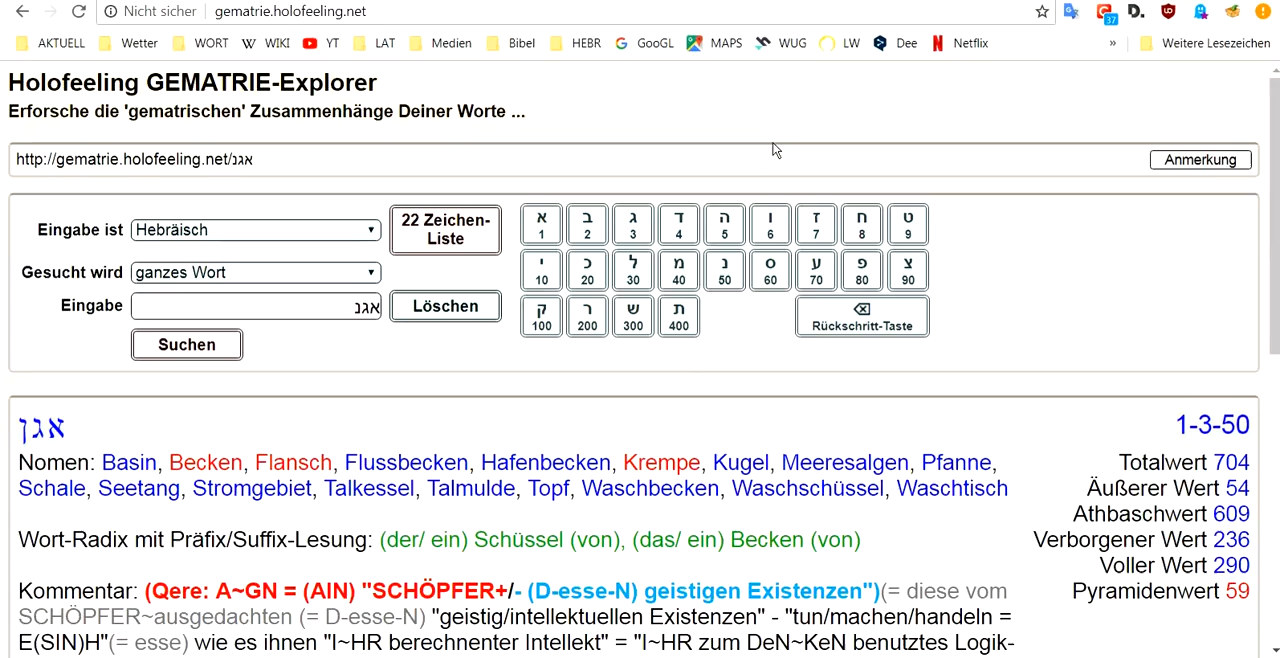 Nicht sicher gematrie.holofeeling.net
37 D.
AKTUELL Wetter WORT WIKI YT LAT Medien Bibel HEBR GooGL MAPS WUG LW Dee Netflix » Weitere Lesezeichen
Holofeeling GEMATRIE-Explorer
Erforsche die 'gematrischen' Zusammenhänge Deiner Worte ...
http://gematrie.holofeeling.net/אגנ Anmerkung
Eingabe ist Hebräisch
22 Zeichen-
Liste
Gesucht wird ganzes Wort
Eingabe אגנ Löschen
Suchen
א ב ג ד ה ו ז ח ט
1 2 3 4 5 6 7 8 9
י כ ל מ נ ס ע פ צ
10 20 30 40 50 60 70 80 90
ק ר ש ת
100 200 300 400 Rückschritt-Taste
אגן 1-3-50
Nomen: Basin, Becken, Flansch, Flussbecken, Hafenbecken, Krempe, Kugel, Meeresalgen, Pfanne,
Schale, Seetang, Stromgebiet, Talkessel, Talmulde, Topf, Waschbecken, Waschschüssel, Waschtisch
Wort-Radix mit Präfix/Suffix-Lesung: (der/ ein) Schüssel (von), (das/ ein) Becken (von)
Kommentar: (Qere: A~GN = (AIN) "SCHÖPFER+/- (D-esse-N) geistigen Existenzen")(= diese vom
SCHÖPFER~ausgedachten (= D-esse-N) "geistig/intellektuellen Existenzen" - "tun/machen/handeln =
E(SIN)H"(= esse) wie es ihnen "I~HR berechnenter Intellekt" = "I~HR zum DeN~KeN benutztes Logik-
Totalwert 704
Äußerer Wert 54
Athbaschwert 609
Verborgener Wert 236
Voller Wert 290
Pyramidenwert 59